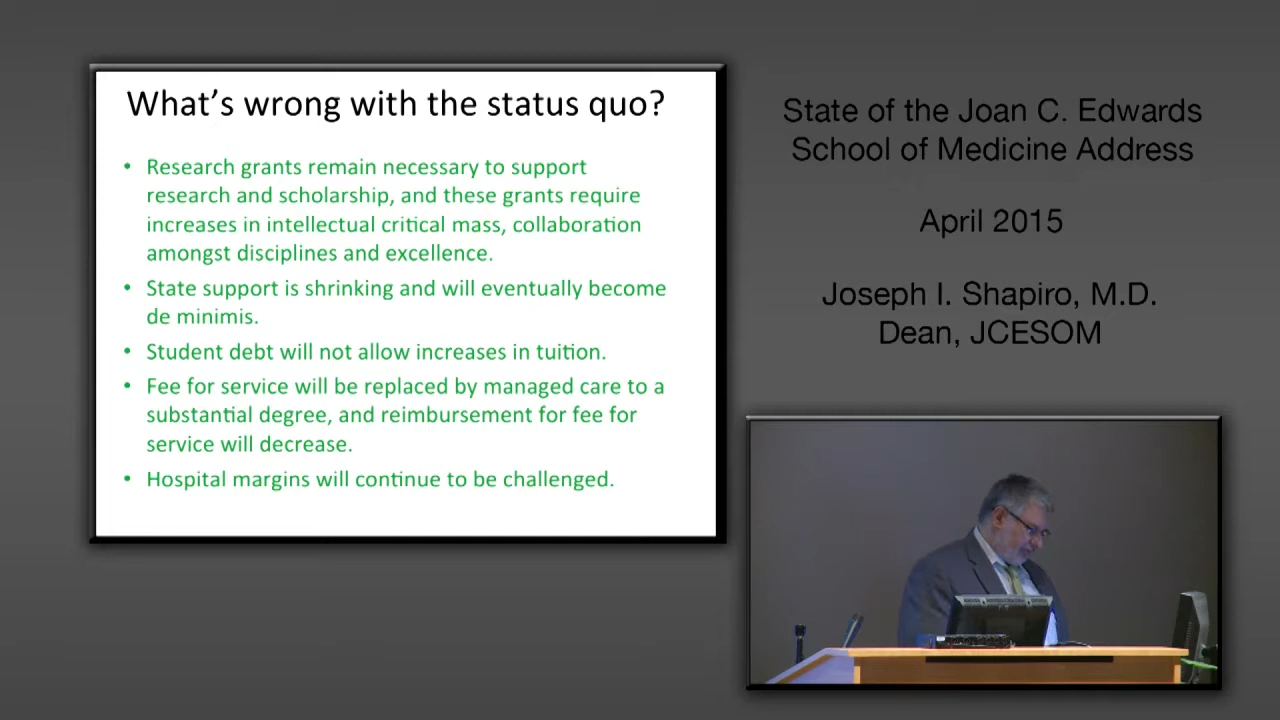 What's wrong with the status quo?
• Research grants remain necessary to support
research and scholarship, and these grants require
increases in intellectual critical mass, collaboration
amongst disciplines and excellence.
• State support is shrinking and will eventually become
de minimis.
• Student debt will not allow increases in tuition.
• Fee for service will be replaced by managed care to a
substantial degree, and reimbursement for fee for
service will decrease.
• Hospital margins will continue to be challenged.
State of the Joan C. Edwards
School of Medicine Address
April 2015
Joseph I. Shapiro, M.D.
Dean, JCESOM